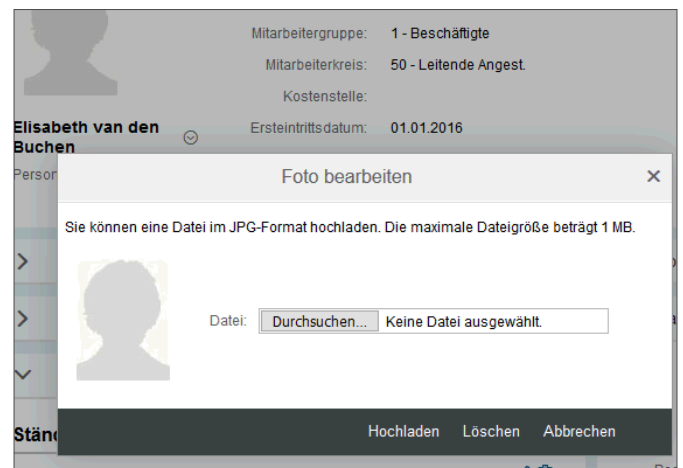 Mitarbeitergruppe: 1 - Beschäftigte
Mitarbeiterkreis: 50 - Leitende Angest.
Kostenstelle:
Elisabeth van den Buchen
Ersteintrittsdatum: 01.01.2016
Person
Foto bearbeiten
Sie können eine Datei im JPG-Format hochladen. Die maximale Dateigröße beträgt 1 MB.
Datei: Durchsuchen... Keine Datei ausgewählt.
Hochladen Löschen Abbrechen
Stän